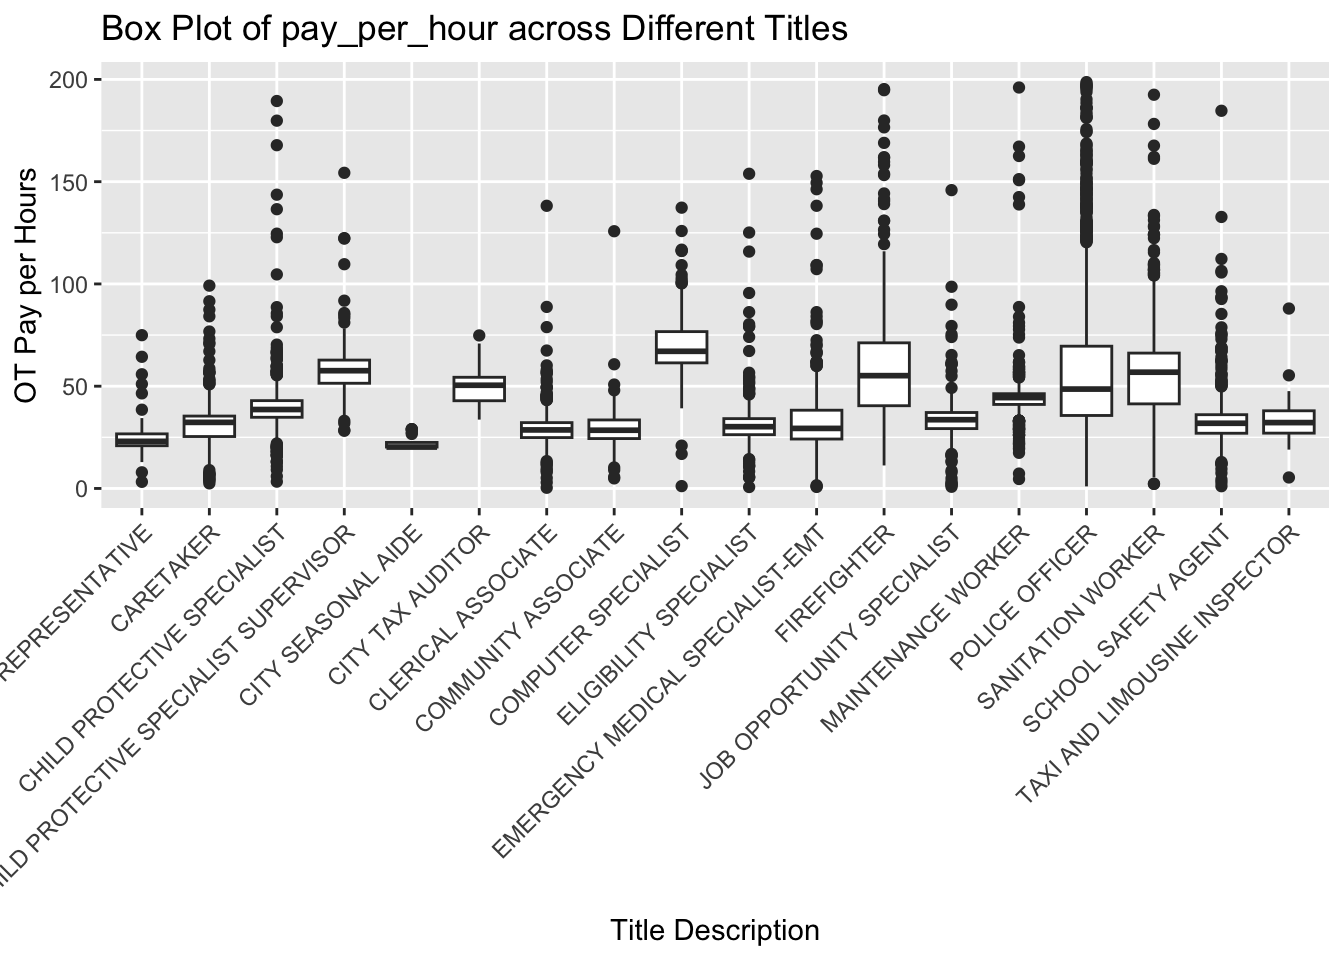 Box Plot of pay_per_hour across Different Titles
OT Pay per Hours
200
150
100
50
0
REPRESENTATIVE
CARETAKER
CHILD PROTECTIVE SPECIALIST
ILD PROTECTIVE SPECIALIST SUPERVISOR
CITY SEASONAL AIDE
CITY TAX AUDITOR
CLERICAL ASSOCIATE
COMMUNITY ASSOCIATE
COMPUTER SPECIALIST
ELIGIBILITY SPECIALIST
EMERGENCY MEDICAL SPECIALIST-EMT
FIREFIGHTER
JOB OPPORTUNITY SPECIALIST
MAINTENANCE WORKER
POLICE OFFICER
SANITATION WORKER
SCHOOL SAFETY AGENT
TAXI AND LIMOUSINE INSPECTOR
Title Description